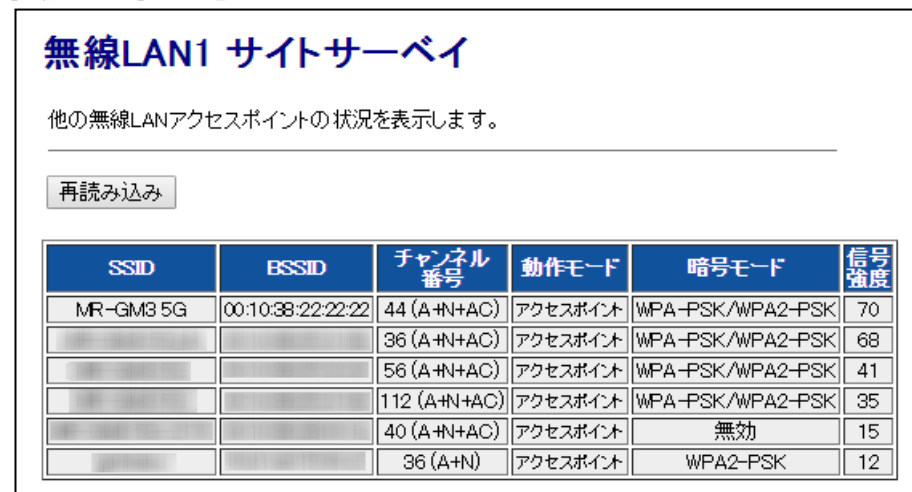 無線LAN1 サイトサーベイ
他の無線LANアクセスポイントの状況を表示します。
再読み込み
SSID BSSID チャンネル番号 動作モード 暗号モード 信号強度
MR-GM3 5G 00:10:38:22:22:22 44 (A+N+AC) アクセスポイント WPA-PSK/WPA2-PSK 70
36 (A+N+AC) アクセスポイント WPA-PSK/WPA2-PSK 68
56 (A+N+AC) アクセスポイント WPA-PSK/WPA2-PSK 41
112 (A+N+AC) アクセスポイント WPA-PSK/WPA2-PSK 35
40 (A+N+AC) アクセスポイント 無効 15
36 (A+N) アクセスポイント WPA2-PSK 12